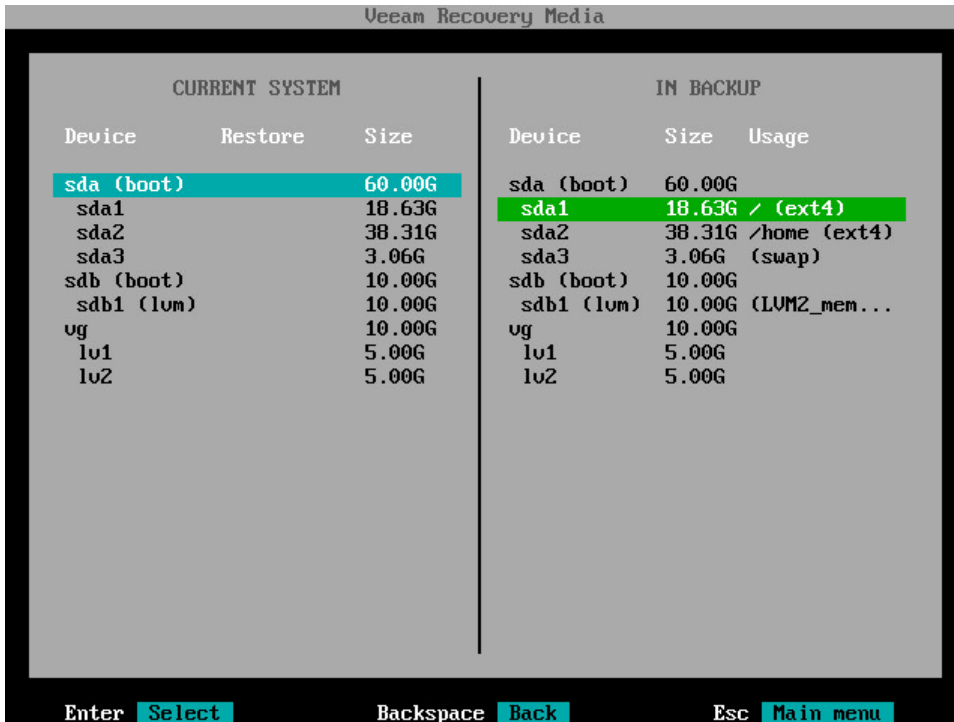 Veeam Recovery Media
CURRENT SYSTEM
Device Restore Size
sda (boot) 60.00G
sda1 18.63G
sda2 38.31G
sda3 3.06G
sdb (boot) 10.00G
sdb1 (lvm) 10.00G
vg 10.00G
lv1 5.00G
lv2 5.00G
IN BACKUP
Device Size Usage
sda (boot) 60.00G
sda1 18.63G / (ext4)
sda2 38.31G /home (ext4)
sda3 3.06G (swap)
sdb (boot) 10.00G
sdb1 (lvm) 10.00G (LVM2_mem...
vg 10.00G
lv1 5.00G
lv2 5.00G
Enter Select Backspace Back Esc Main menu